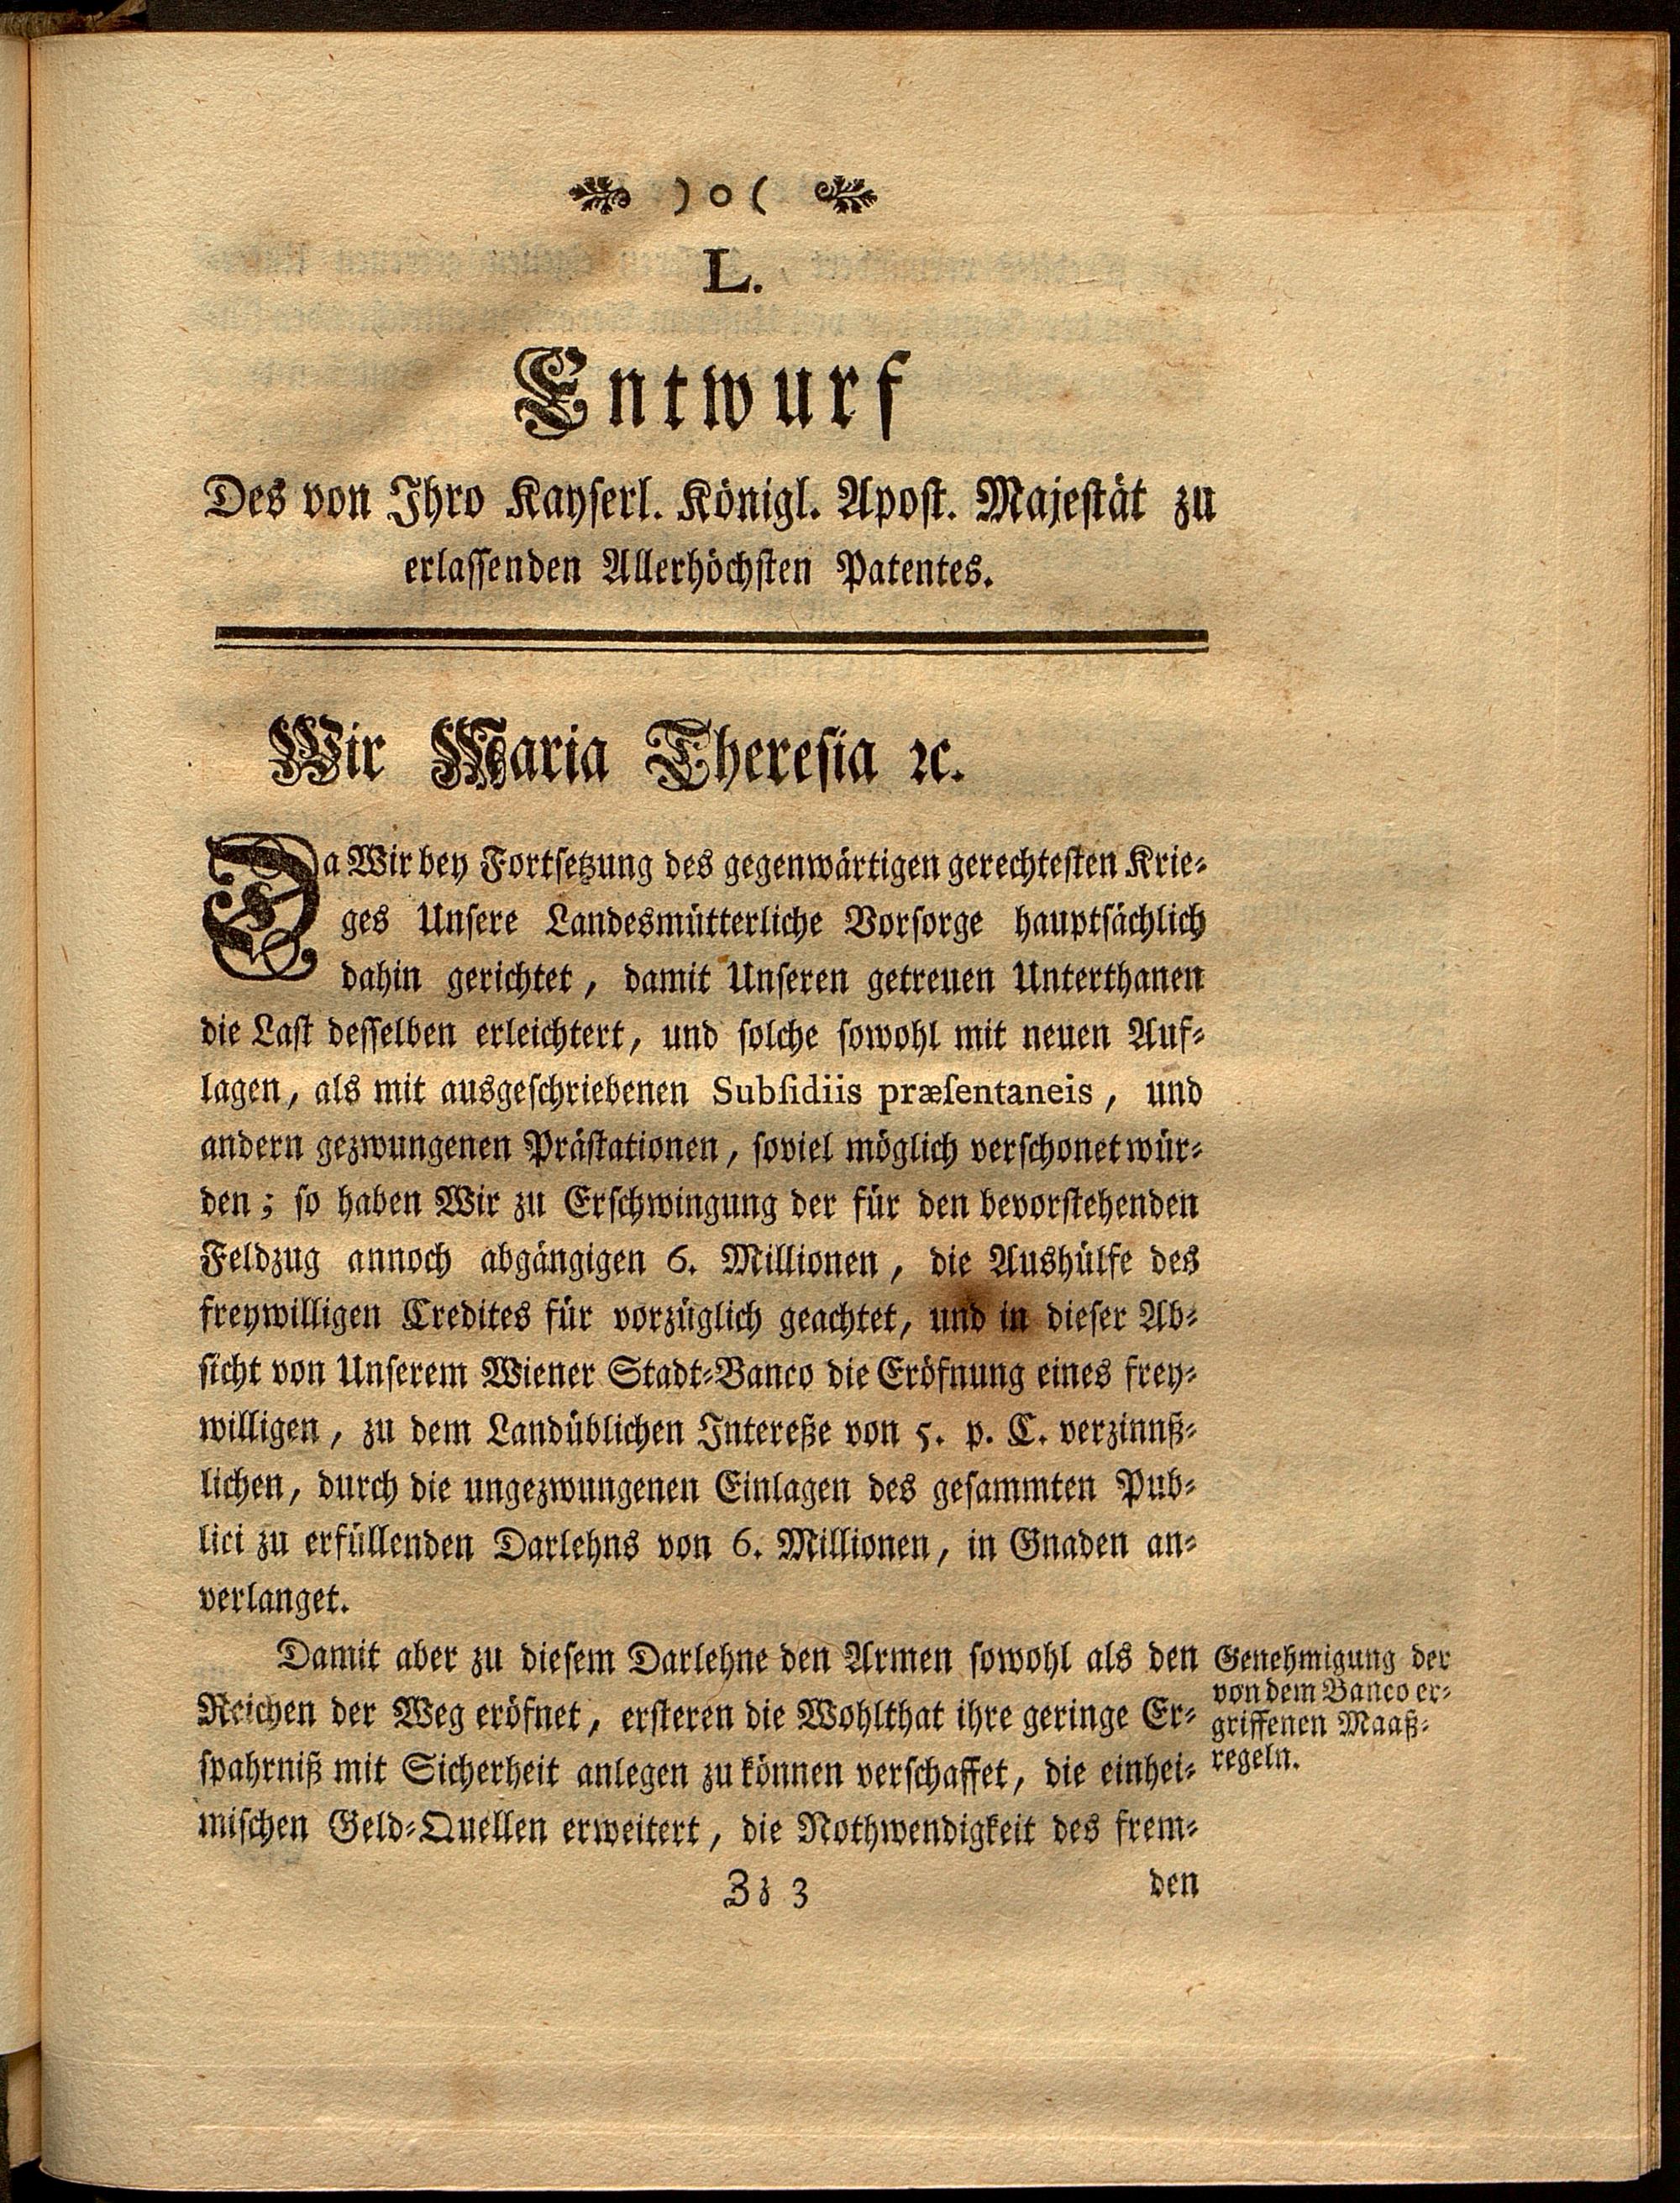 ) o (
L.
Entwurf
Des von Ihro Kayserl. Königl. Apost. Majestät zu
erlassenden Allerhöchsten Patentes.
Wir Maria Theresia ꝛc.
Da Wir bey Fortsetzung des gegenwärtigen gerechtesten Krie-
ges Unsere Landesmütterliche Vorsorge hauptsächlich
dahin gerichtet, damit Unseren getreuen Unterthanen
die Last desselben erleichtert, und solche sowohl mit neuen Auf-
lagen, als mit ausgeschriebenen Subsidiis præsentaneis, und
andern gezwungenen Prästationen, soviel möglich verschonet wür-
den; so haben Wir zu Erschwingung der für den bevorstehenden
Feldzug annoch abgängigen 6. Millionen, die Aushülfe des
freywilligen Credites für vorzüglich geachtet, und in dieser Ab-
sicht von Unserem Wiener Stadt-Banco die Eröfnung eines frey-
willigen, zu dem Landüblichen Intereße von 5. p. C. verzinnß-
lichen, durch die ungezwungenen Einlagen des gesammten Pub-
lici zu erfüllenden Darlehns von 6. Millionen, in Gnaden an-
verlanget.
Damit aber zu diesem Darlehne den Armen sowohl als den
Reichen der Weg eröfnet, ersteren die Wohlthat ihre geringe Er-
spahrniß mit Sicherheit anlegen zu können verschaffet, die einhei-
mischen Geld-Quellen erweitert, die Nothwendigkeit des frem-
Genehmigung der
von dem Banco er-
griffenen Maaß-
regeln.
Zz 3
den